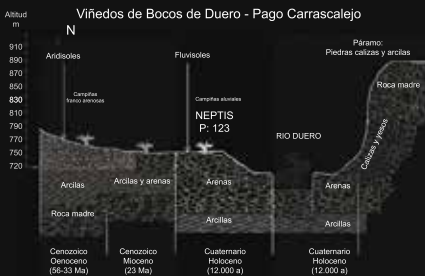 Viñedos de Bocos de Duero - Pago Carrascalejo
Altitud
m
N
910
890
870
850
830
810
790
770
750
720
Aridisoles
Fluvisoles
Páramo:
Piedras calizas y arcilas
Campiñas
franco arenosas
Campiñas aluviales
Roca madre
NEPTIS
P: 123
RIO DUERO
Calizas y yesos
Arcilas
Arcilas y arenas
Arenas
Arenas
Roca madre
Arcillas
Arcillas
Cenozoico
Oenoceno
(56-33 Ma)
Cenozoico
Mioceno
(23 Ma)
Cuaternario
Holoceno
(12.000 a)
Cuaternario
Holoceno
(12.000 a)